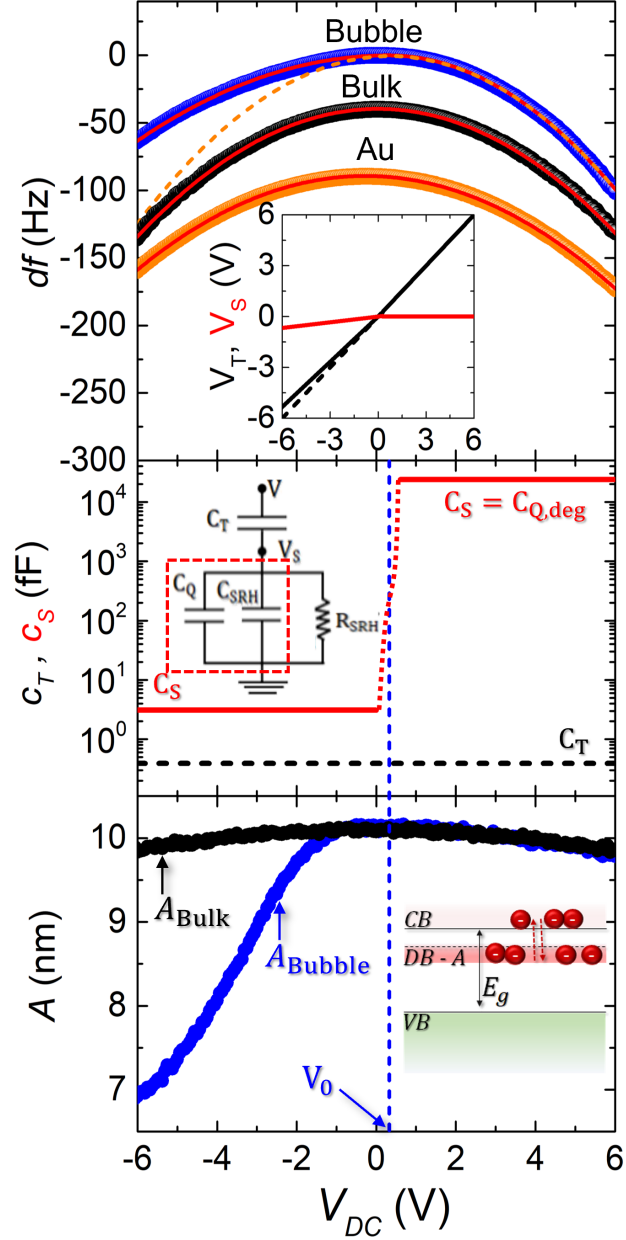 Bubble
Bulk
Au
df (Hz)
0
-50
-100
-150
-200
-250
-300
V_T, V_S (V)
6
3
0
-3
-6
-6 -3 0 3 6
c_T, c_S (fF)
10^4
10^3
10^2
10^1
10^0
V
C_T
V_S
C_Q
C_SRH
R_SRH
C_S
C_S = C_Q,deg
C_T
A (nm)
10
9
8
7
A_Bulk
A_Bubble
V_0
CB
DB - A
E_g
VB
-6 -4 -2 0 2 4 6
V_DC (V)